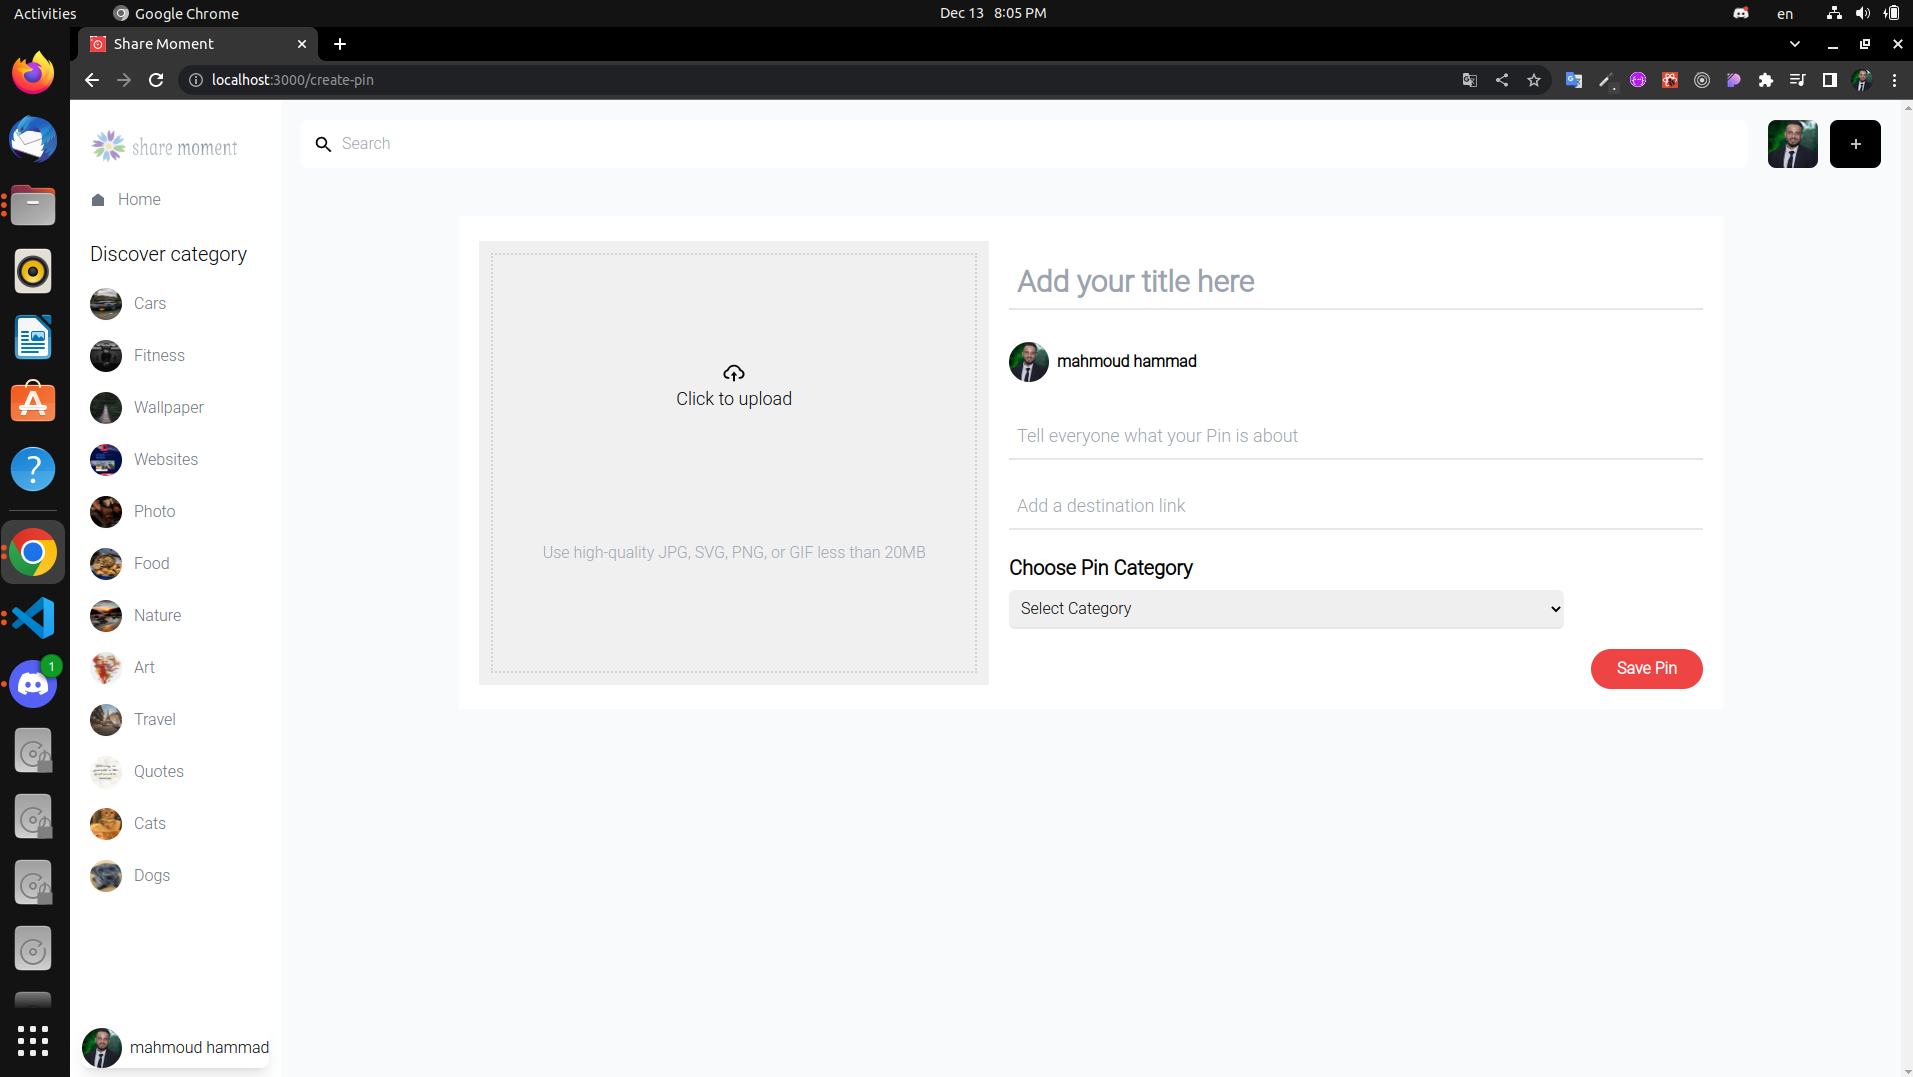 Activities
Google Chrome
Dec 13 8:05 PM
en
Share Moment
localhost:3000/create-pin
share moment
Search
+
Home
Discover category
Cars
Fitness
Wallpaper
Websites
Photo
Food
Nature
Art
Travel
Quotes
Cats
Dogs
mahmoud hammad
Click to upload
Use high-quality JPG, SVG, PNG, or GIF less than 20MB
Add your title here
mahmoud hammad
Tell everyone what your Pin is about
Add a destination link
Choose Pin Category
Select Category
Save Pin
1